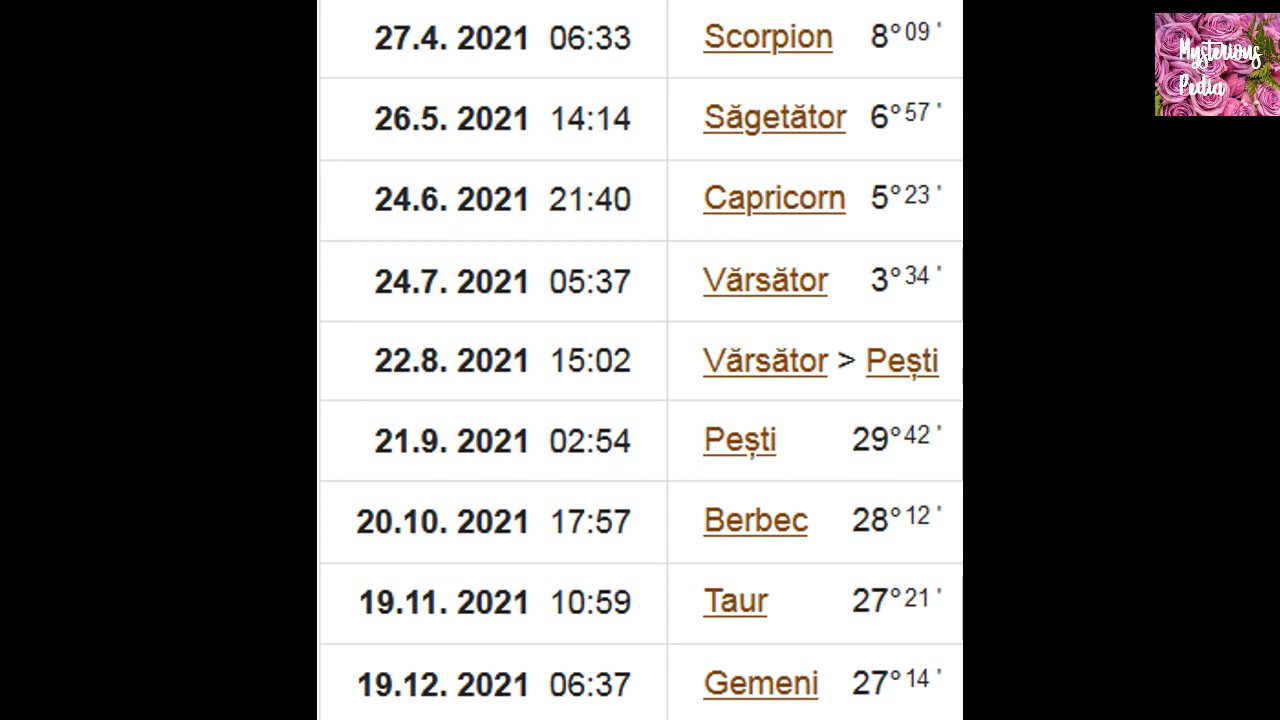 27.4. 2021 06:33 Scorpion 8°09'
26.5. 2021 14:14 Săgetător 6°57'
24.6. 2021 21:40 Capricorn 5°23'
24.7. 2021 05:37 Vărsător 3°34'
22.8. 2021 15:02 Vărsător > Pești
21.9. 2021 02:54 Pești 29°42'
20.10. 2021 17:57 Berbec 28°12'
19.11. 2021 10:59 Taur 27°21'
19.12. 2021 06:37 Gemeni 27°14'
Mysterious
Pedia